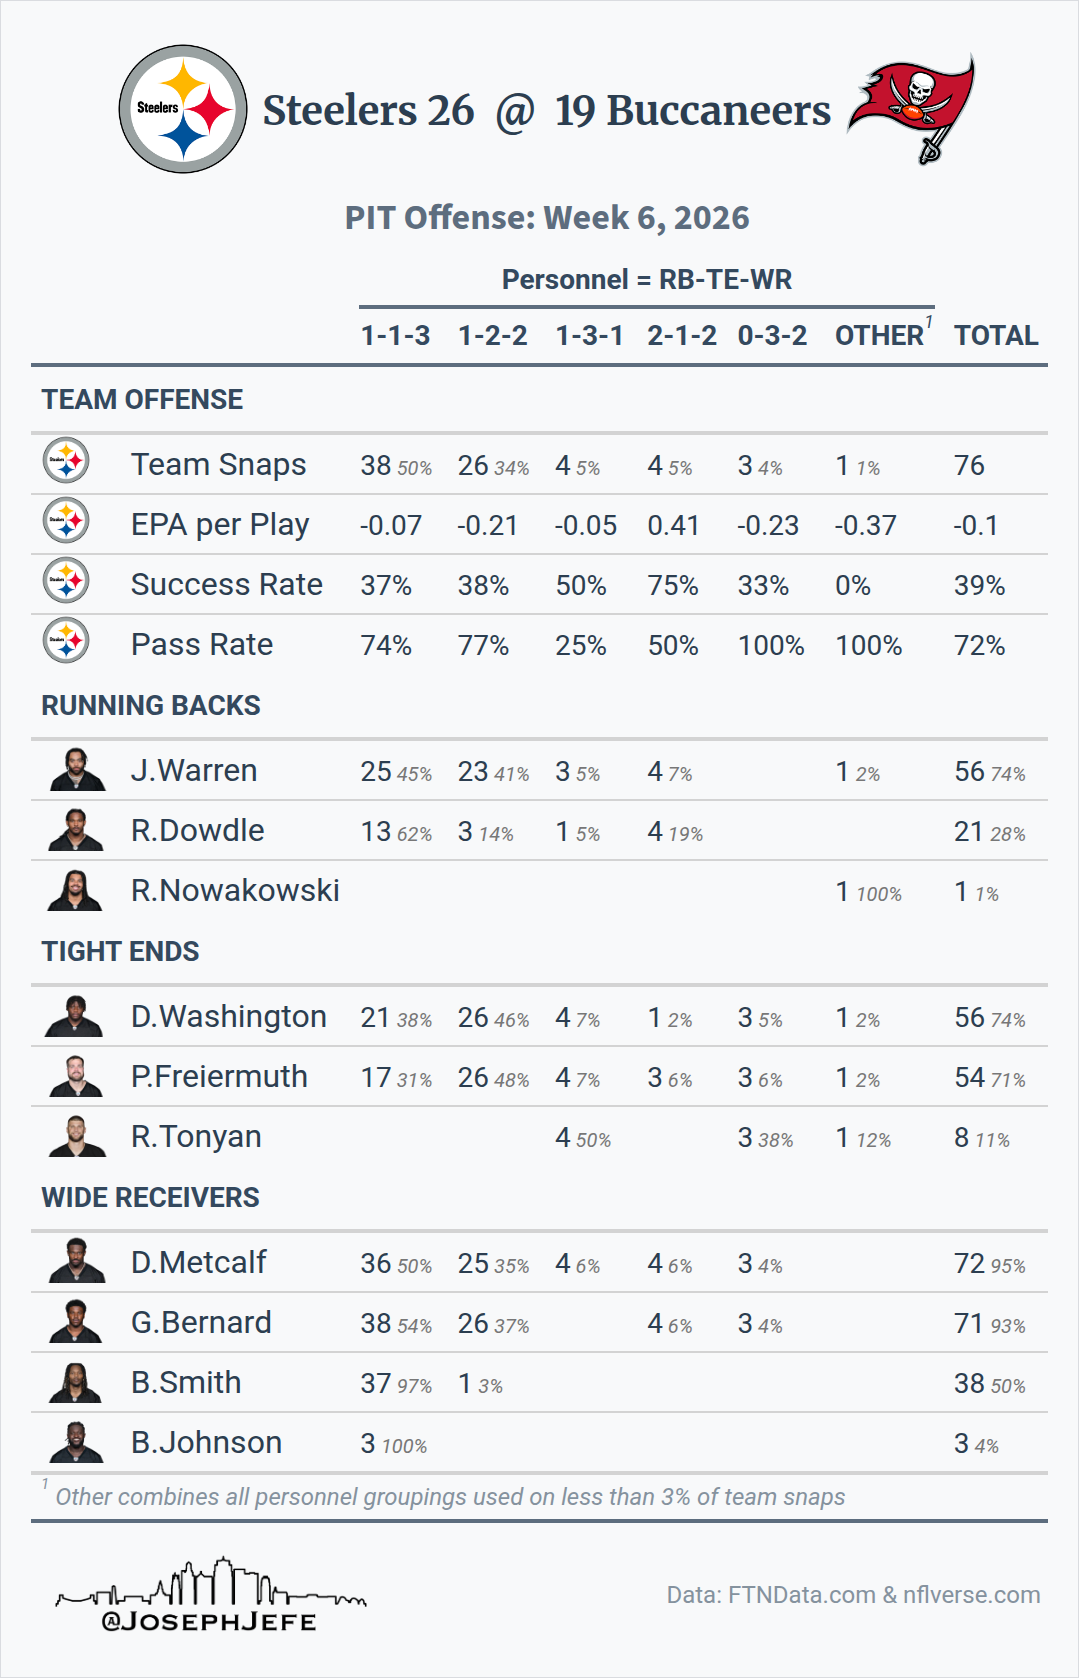 Steelers
Steelers 26 @ 19 Buccaneers
PIT Offense: Week 6, 2026
Personnel = RB-TE-WR
1-1-3 1-2-2 1-3-1 2-1-2 0-3-2 OTHER1 TOTAL
TEAM OFFENSE
Steelers Team Snaps 38 50% 26 34% 4 5% 4 5% 3 4% 1 1% 76
Steelers EPA per Play -0.07 -0.21 -0.05 0.41 -0.23 -0.37 -0.1
Steelers Success Rate 37% 38% 50% 75% 33% 0% 39%
Steelers Pass Rate 74% 77% 25% 50% 100% 100% 72%
RUNNING BACKS
J.Warren 25 45% 23 41% 3 5% 4 7% 1 2% 56 74%
R.Dowdle 13 62% 3 14% 1 5% 4 19% 21 28%
R.Nowakowski 1 100% 1 1%
TIGHT ENDS
D.Washington 21 38% 26 46% 4 7% 1 2% 3 5% 1 2% 56 74%
P.Freiermuth 17 31% 26 48% 4 7% 3 6% 3 6% 1 2% 54 71%
R.Tonyan 4 50% 3 38% 1 12% 8 11%
WIDE RECEIVERS
D.Metcalf 36 50% 25 35% 4 6% 4 6% 3 4% 72 95%
G.Bernard 38 54% 26 37% 4 6% 3 4% 71 93%
B.Smith 37 97% 1 3% 38 50%
B.Johnson 3 100% 3 4%
1 Other combines all personnel groupings used on less than 3% of team snaps
@JOSEPHJEFE
Data: FTNData.com & nflverse.com